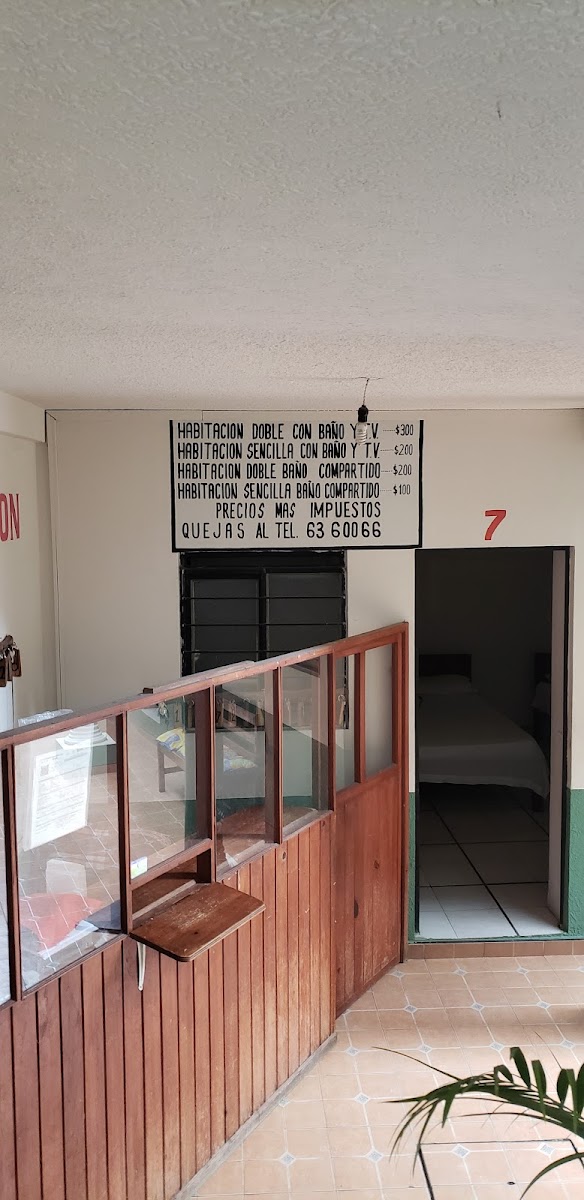 HABITACION DOBLE CON BAÑO Y T.V. $300
HABITACION SENCILLA CON BAÑO Y T.V. $200
HABITACION DOBLE BAÑO COMPARTIDO $200
HABITACION SENCILLA BAÑO COMPARTIDO $100
PRECIOS MAS IMPUESTOS
QUEJAS AL TEL. 63 60066
7
ON